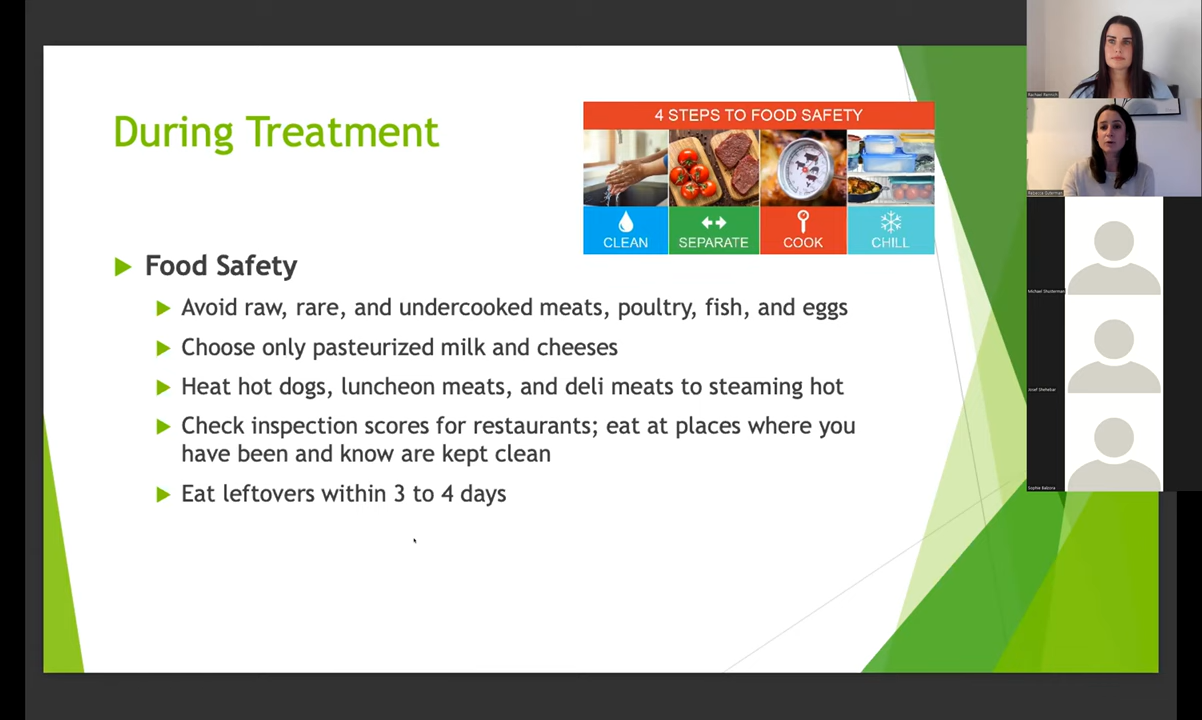 During Treatment
4 STEPS TO FOOD SAFETY
CLEAN
SEPARATE
COOK
CHILL
Food Safety
Avoid raw, rare, and undercooked meats, poultry, fish, and eggs
Choose only pasteurized milk and cheeses
Heat hot dogs, luncheon meats, and deli meats to steaming hot
Check inspection scores for restaurants; eat at places where you
have been and know are kept clean
Eat leftovers within 3 to 4 days